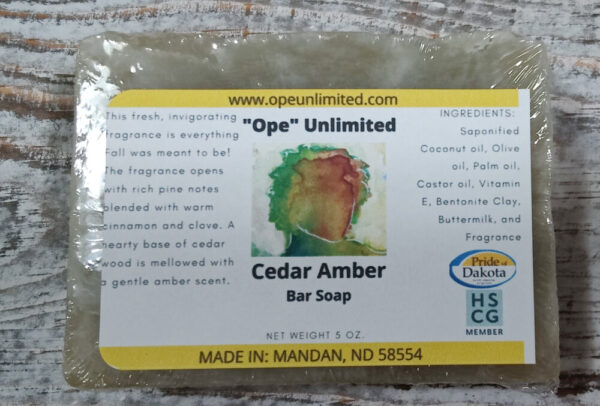 www.opeunlimited.com
This fresh, invigorating
fragrance is everything
Fall was meant to be!
The fragrance opens
with rich pine notes
blended with warm
cinnamon and clove. A
hearty base of cedar
wood is mellowed with
a gentle amber scent.
"Ope" Unlimited
Cedar Amber
Bar Soap
NET WEIGHT 5 OZ.
INGREDIENTS:
Saponified
Coconut oil, Olive
oil, Palm oil,
Castor oil, Vitamin
E, Bentonite Clay,
Buttermilk, and
Fragrance
Pride of
Dakota
HS
CG
MEMBER
MADE IN: MANDAN, ND 58554